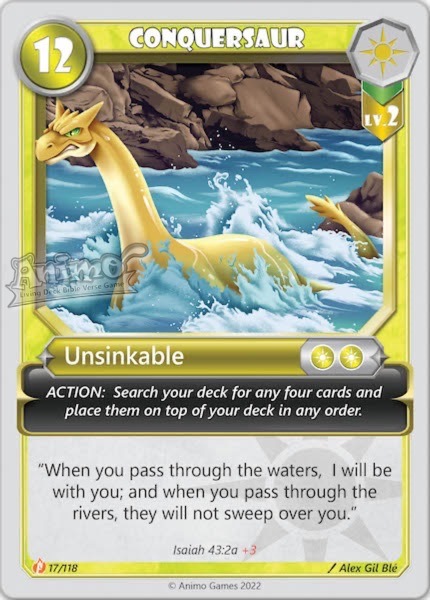 12
CONQUERSAUR
LV.2
Animo
Living Deck Bible Verse Game
Unsinkable
ACTION:  Search your deck for any four cards and
place them on top of your deck in any order.
“When you pass through the waters,  I will be
with you; and when you pass through the
rivers, they will not sweep over you.”
Isaiah 43:2a +3
17/118
Alex Gil Blé
© Animo Games 2022